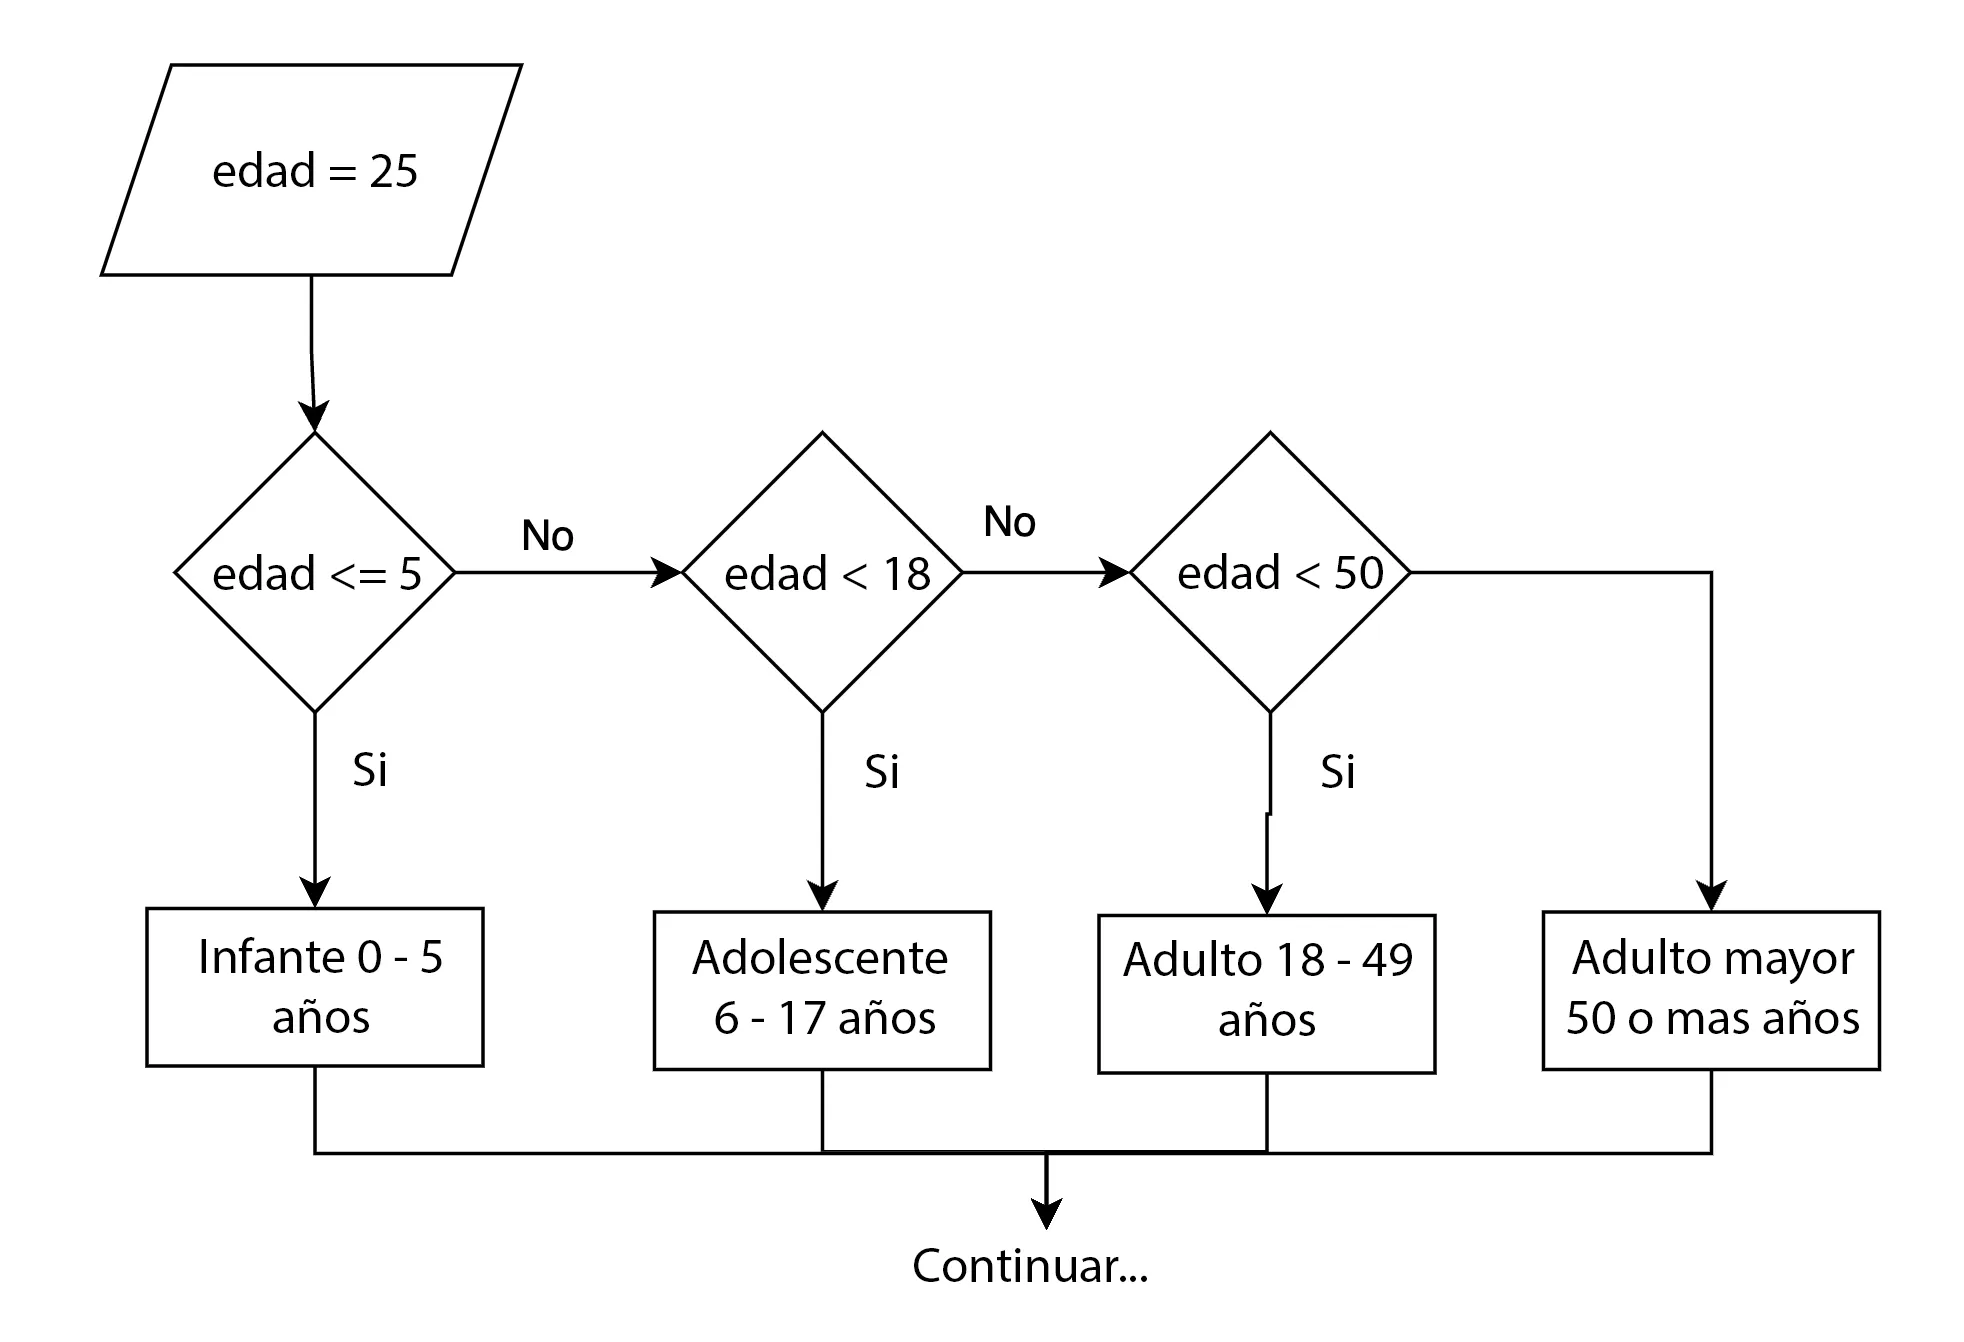 edad = 25
edad <= 5
No
edad < 18
No
edad < 50
Si
Si
Si
Infante 0 - 5
años
Adolescente
6 - 17 años
Adulto 18 - 49
años
Adulto mayor
50 o mas años
Continuar...